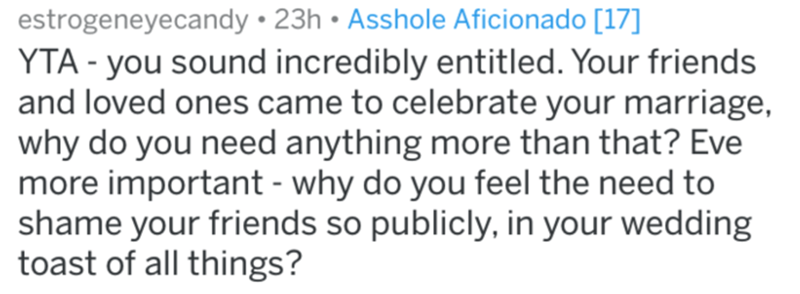 estrogeneyecandy • 23h • Asshole Aficionado [17]
YTA - you sound incredibly entitled. Your friends
and loved ones came to celebrate your marriage,
why do you need anything more than that? Eve
more important - why do you feel the need to
shame your friends so publicly, in your wedding
toast of all things?